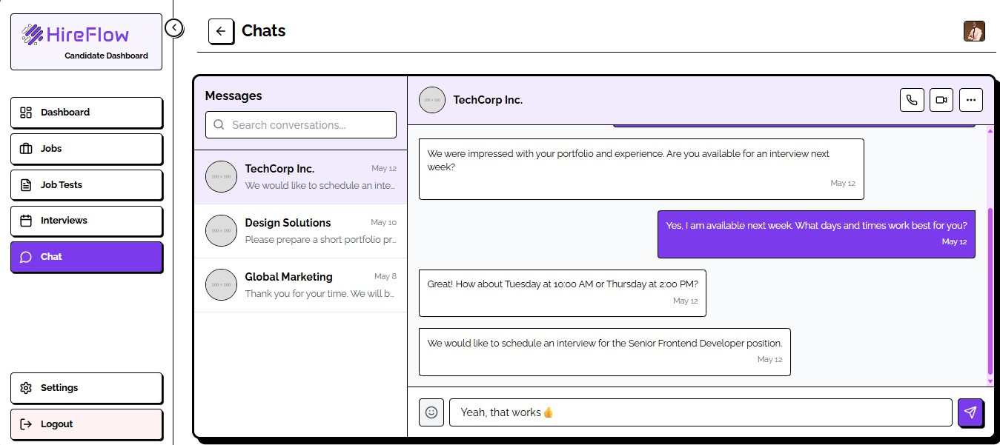 HireFlow
Candidate Dashboard
Dashboard
Jobs
Job Tests
Interviews
Chat
Settings
Logout
Chats
Messages
Search conversations...
100 × 100
TechCorp Inc.
May 12
We would like to schedule an inte...
100 × 100
Design Solutions
May 10
Please prepare a short portfolio pr...
100 × 100
Global Marketing
May 8
Thank you for your time. We will b...
100 × 100
TechCorp Inc.
We were impressed with your portfolio and experience. Are you available for an interview next
week?
May 12
Yes, I am available next week. What days and times work best for you?
May 12
Great! How about Tuesday at 10:00 AM or Thursday at 2:00 PM?
May 12
We would like to schedule an interview for the Senior Frontend Developer position.
May 12
Yeah, that works 👍